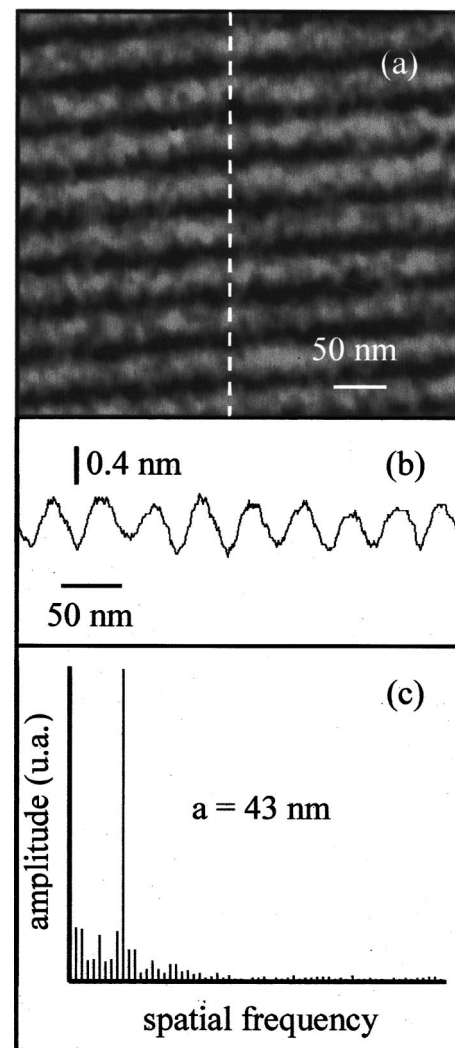 (a)
50 nm
0.4 nm
(b)
50 nm
(c)
amplitude (u.a.)
a = 43 nm
spatial frequency